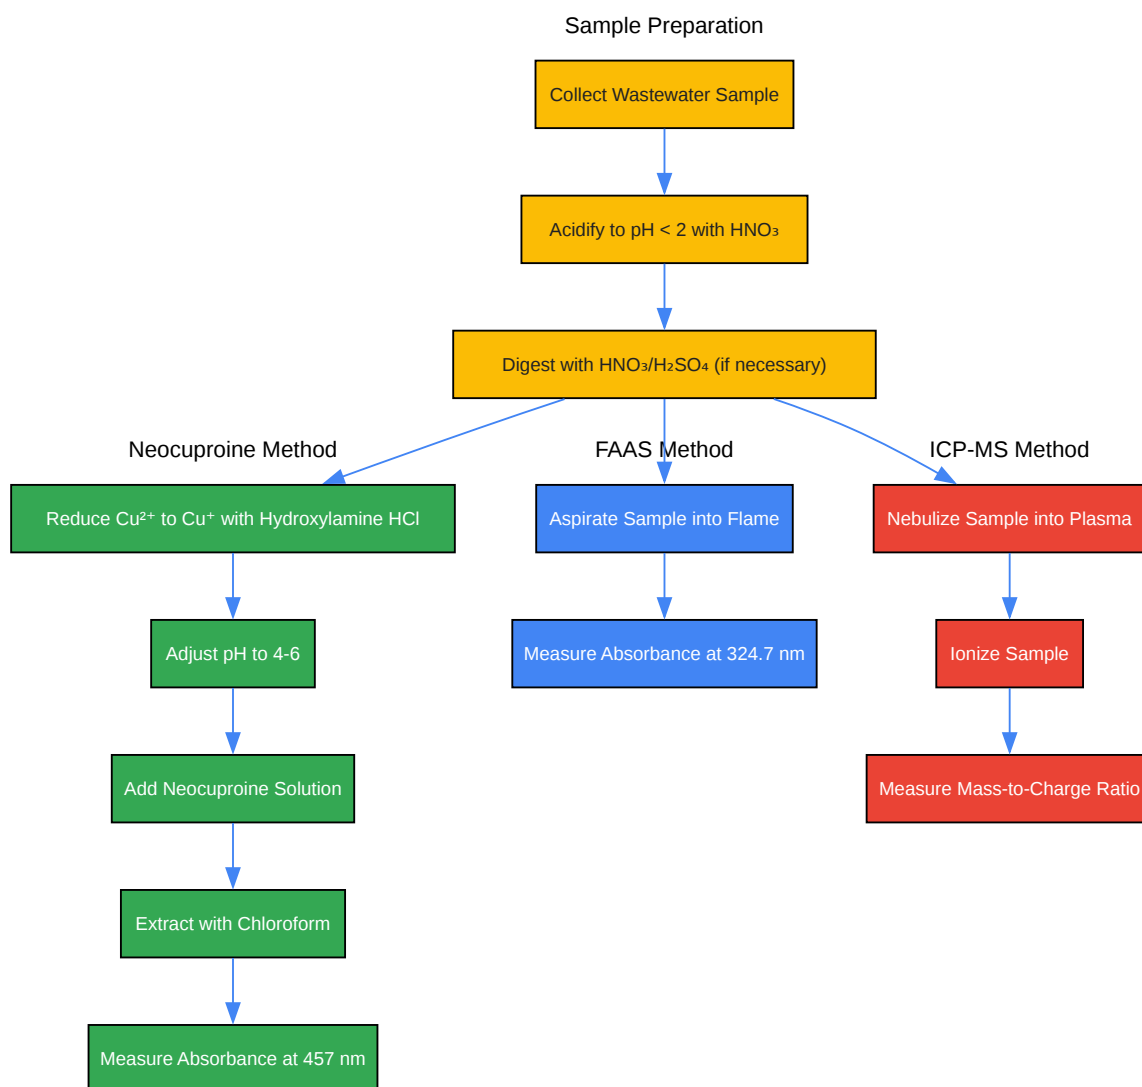 Sample Preparation
Collect Wastewater Sample
Acidify to pH < 2 with HNO₃
Digest with HNO₃/H₂SO₄ (if necessary)
Neocuproine Method
FAAS Method
ICP-MS Method
Reduce Cu²⁺ to Cu⁺ with Hydroxylamine HCl
Aspirate Sample into Flame
Nebulize Sample into Plasma
Adjust pH to 4-6
Measure Absorbance at 324.7 nm
Ionize Sample
Add Neocuproine Solution
Measure Mass-to-Charge Ratio
Extract with Chloroform
Measure Absorbance at 457 nm